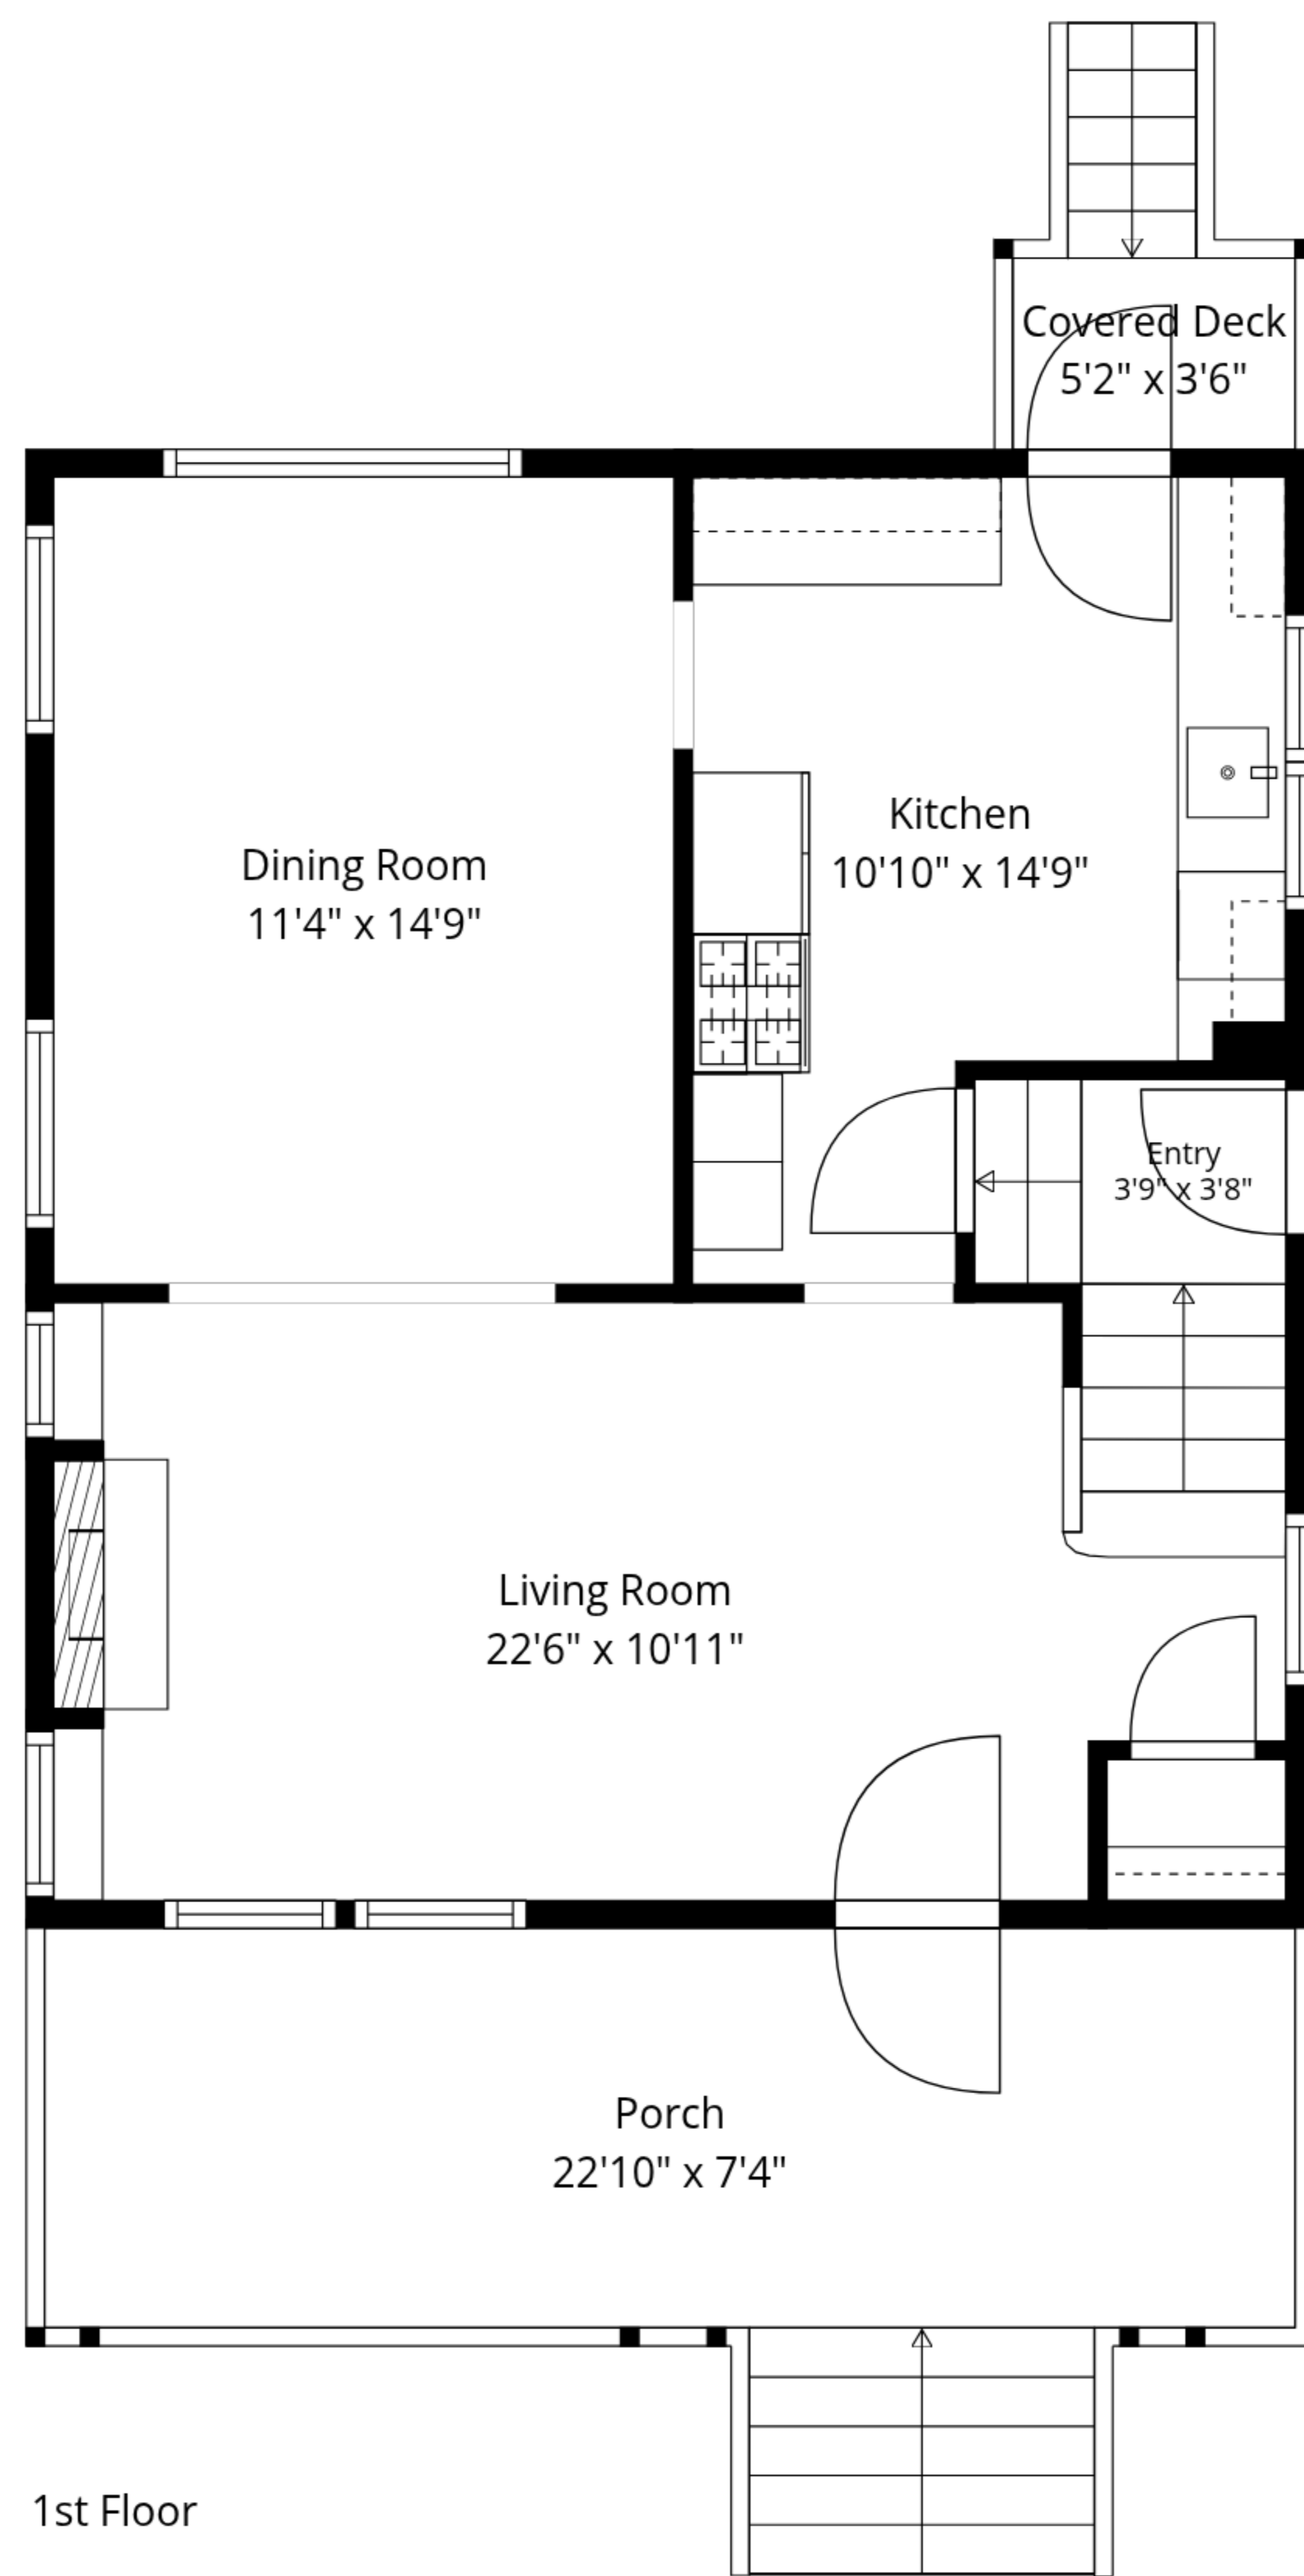 Covered Deck
5'2" x 3'6"
Kitchen
10'10" x 14'9"
Dining Room
11'4" x 14'9"
Entry
3'9" x 3'8"
Living Room
22'6" x 10'11"
Porch
22'10" x 7'4"
1st Floor